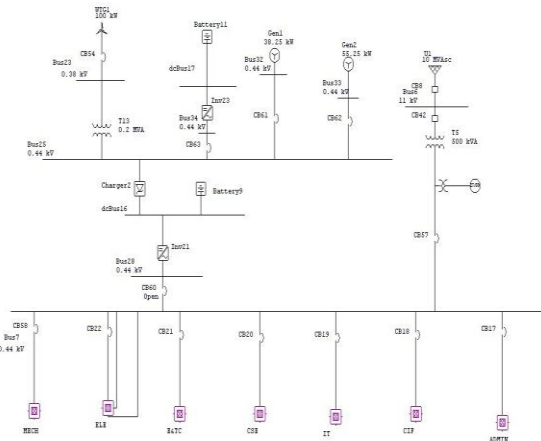 WTG1
100 kW
Battery11
Gen1
38.25 kW
Gen2
55.25 kW
U1
10 MVAsc
CB54
Bus23
0.38 kV
dcBus17
Bus32
0.44 kV
Bus33
0.44 kV
CB8
Bus6
11 kV
Inv23
Bus34
0.44 kV
T13
0.2 MVA
CB61
CB62
CB42
T5
500 kVA
CB63
Bus25
0.44 kV
Charger2
Battery9
dcBus16
CB57
Inv21
Bus28
0.44 kV
CB60
Open
CB58
Bus7
0.44 kV
CB22
CB21
CB20
CB19
CB18
CB17
MECH
ELE
CSE
IT
CIF
ADMIN